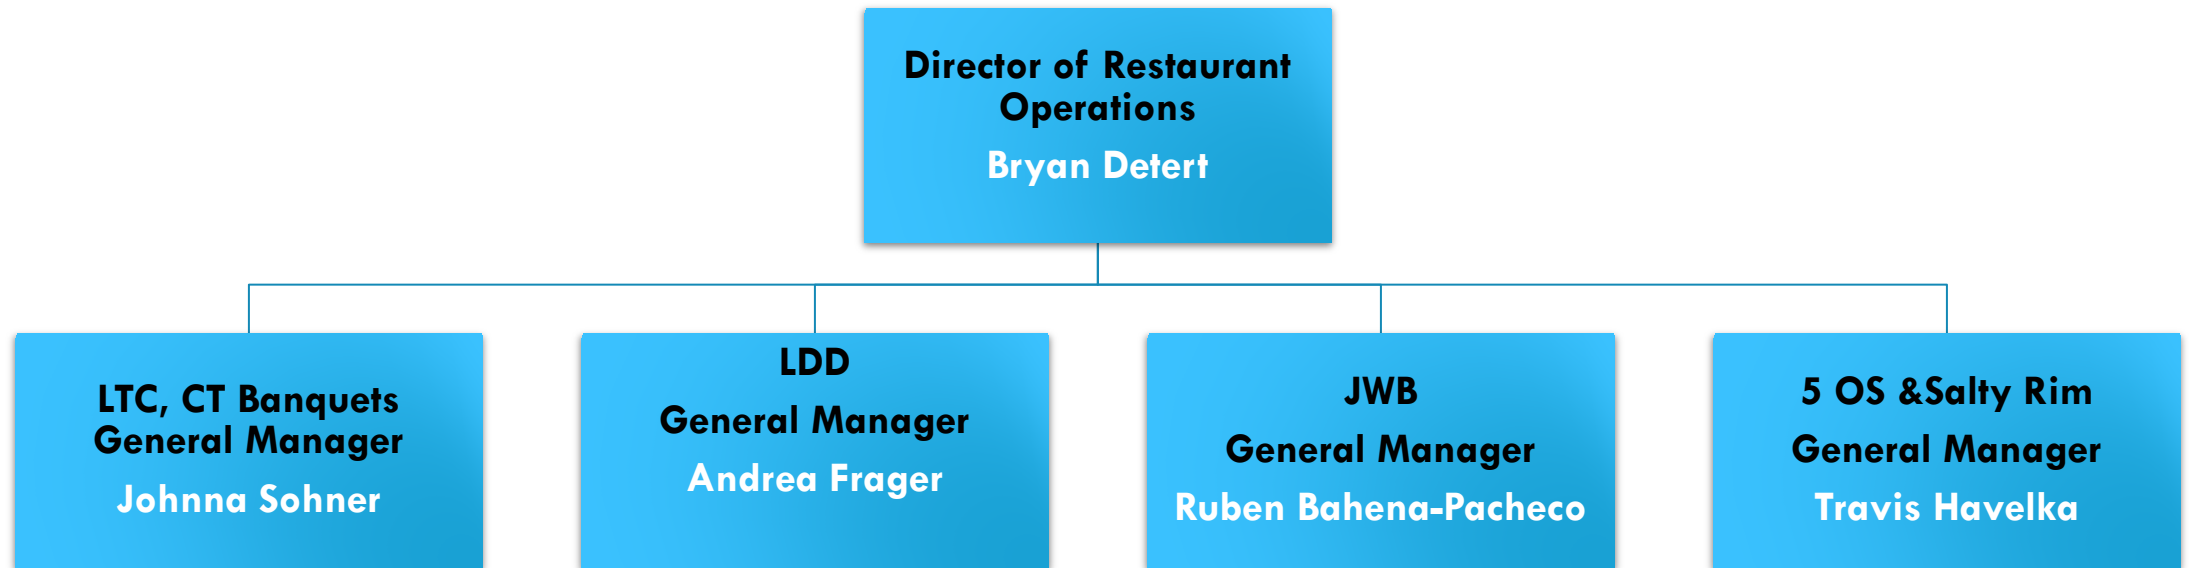 Director of Restaurant
Operations
Bryan Detert
LTC, CT Banquets
General Manager
Johnna Sohner
LDD
General Manager
Andrea Frager
JWB
General Manager
Ruben Bahena-Pacheco
5 OS &Salty Rim
General Manager
Travis Havelka